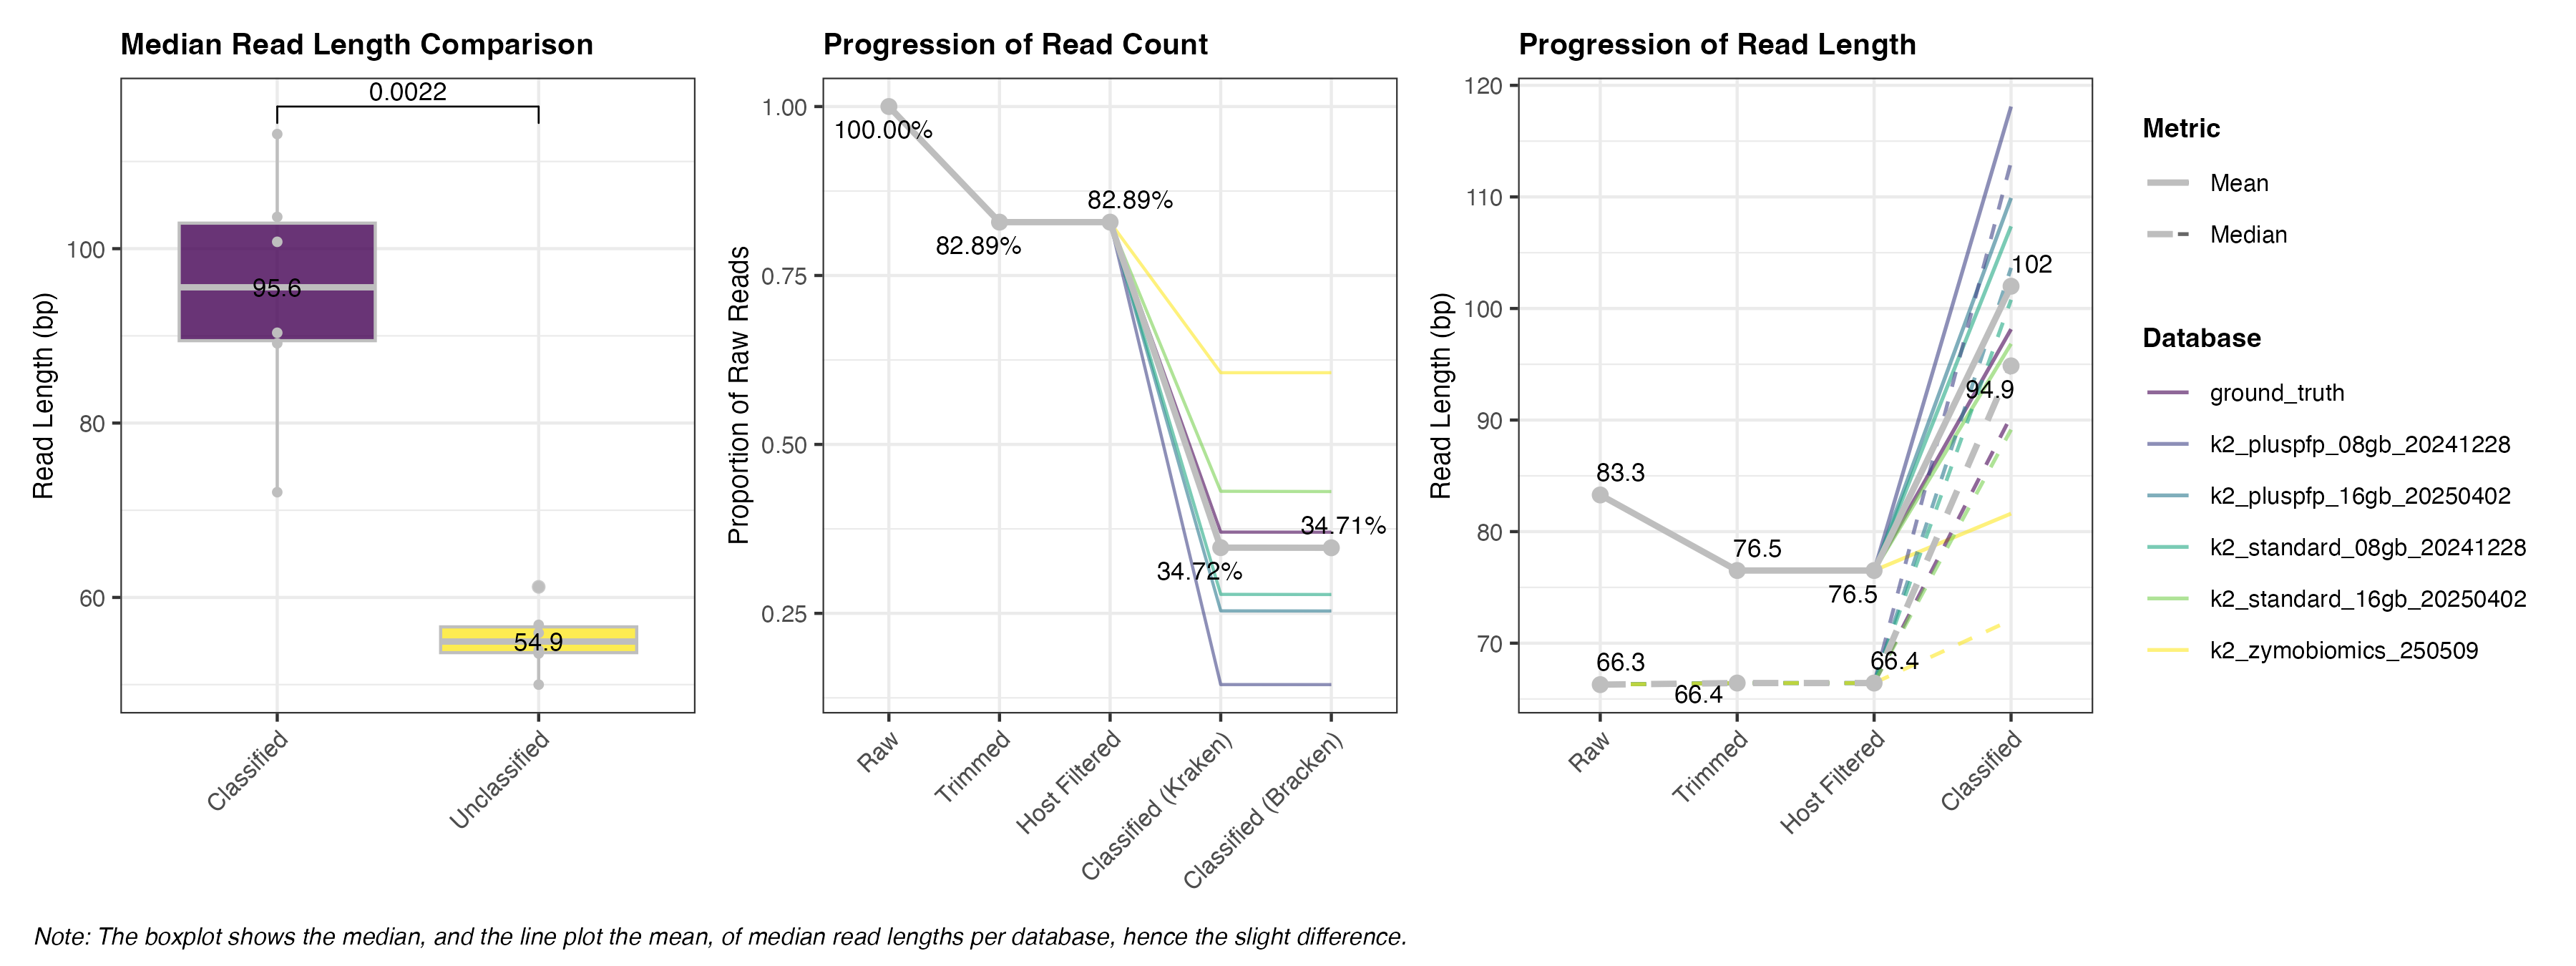 Median Read Length Comparison
Read Length (bp)
100
80
60
0.0022
95.6
54.9
Classified
Unclassified
Progression of Read Count
Proportion of Raw Reads
1.00
0.75
0.50
0.25
100.00%
82.89%
82.89%
34.72%
34.71%
Raw
Trimmed
Host Filtered
Classified (Kraken)
Classified (Bracken)
Progression of Read Length
Read Length (bp)
120
110
100
90
80
70
83.3
76.5
76.5
102
94.9
66.3
66.4
66.4
Raw
Trimmed
Host Filtered
Classified
Metric
Mean
Median
Database
ground_truth
k2_pluspfp_08gb_20241228
k2_pluspfp_16gb_20250402
k2_standard_08gb_20241228
k2_standard_16gb_20250402
k2_zymobiomics_250509
Note: The boxplot shows the median, and the line plot the mean, of median read lengths per database, hence the slight difference.